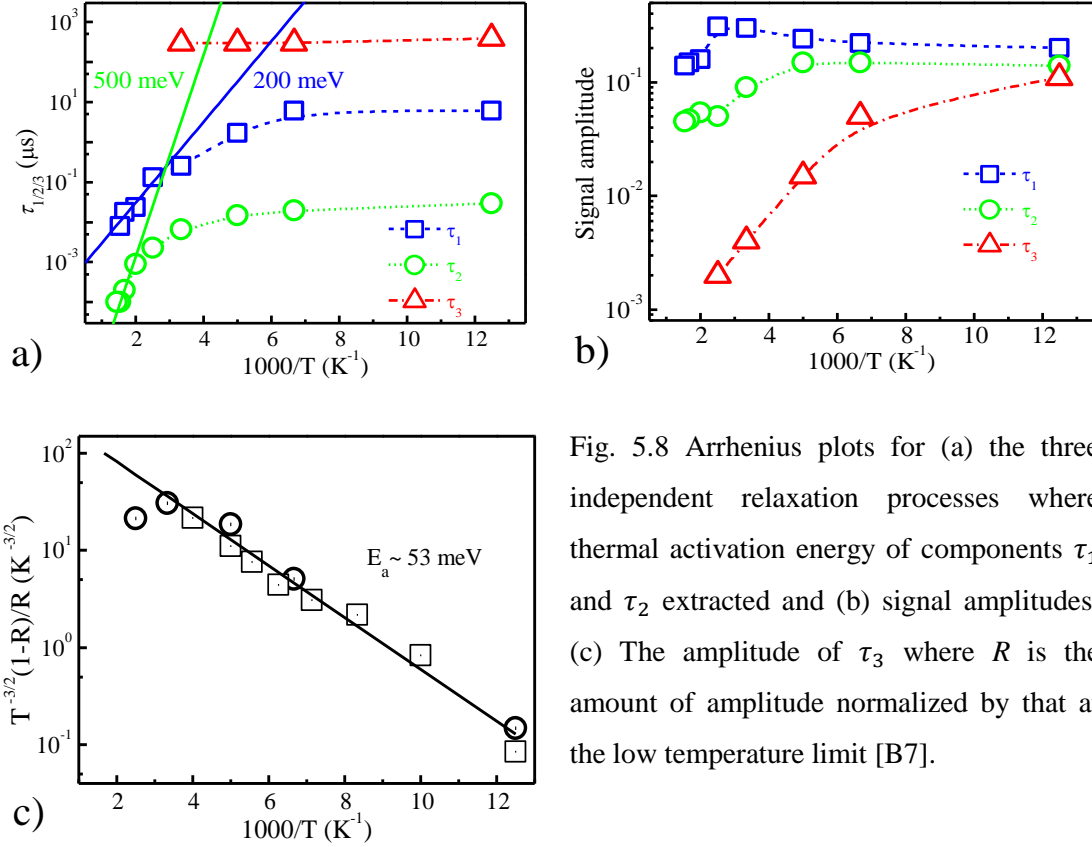 10³
10¹
10⁻¹
10⁻³
τ₁/₂/₃ (μs)
500 meV
200 meV
τ₁
τ₂
τ₃
2 4 6 8 10 12
1000/T (K⁻¹)
a)
10⁻¹
10⁻²
10⁻³
Signal amplitude
τ₁
τ₂
τ₃
2 4 6 8 10 12
1000/T (K⁻¹)
b)
10²
10¹
10⁰
10⁻¹
T⁻³/²(1-R)/R (K⁻³/²)
Eₐ ~ 53 meV
2 4 6 8 10 12
1000/T (K⁻¹)
c)
Fig. 5.8 Arrhenius plots for (a) the three
independent relaxation processes where
thermal activation energy of components τ₁
and τ₂ extracted and (b) signal amplitudes
(c) The amplitude of τ₃ where R is the
amount of amplitude normalized by that a
the low temperature limit [B7].